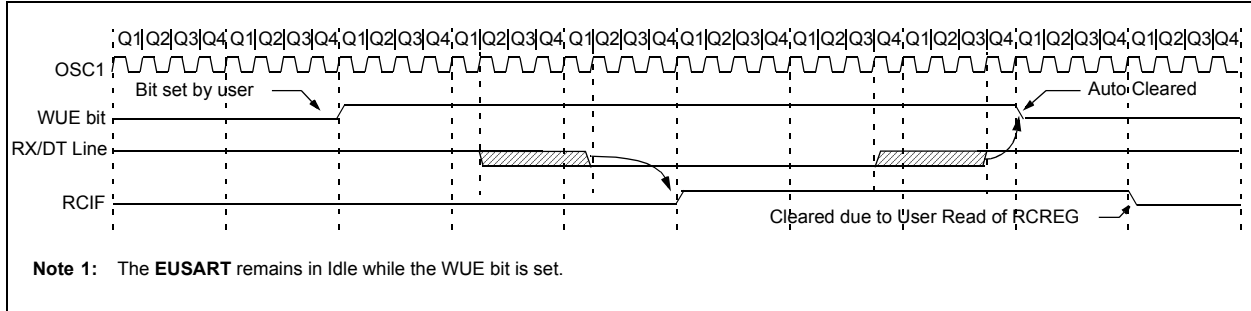 Q1 Q2 Q3 Q4 Q1 Q2 Q3 Q4 Q1 Q2 Q3 Q4 Q1 Q2 Q3 Q4 Q1 Q2 Q3 Q4 Q1 Q2 Q3 Q4 Q1 Q2 Q3 Q4 Q1 Q2 Q3 Q4 Q1 Q2 Q3 Q4 Q1 Q2 Q3 Q4
OSC1
Bit set by user
Auto Cleared
WUE bit
RX/DT Line
RCIF
Cleared due to User Read of RCREG
Note 1: The EUSART remains in Idle while the WUE bit is set.